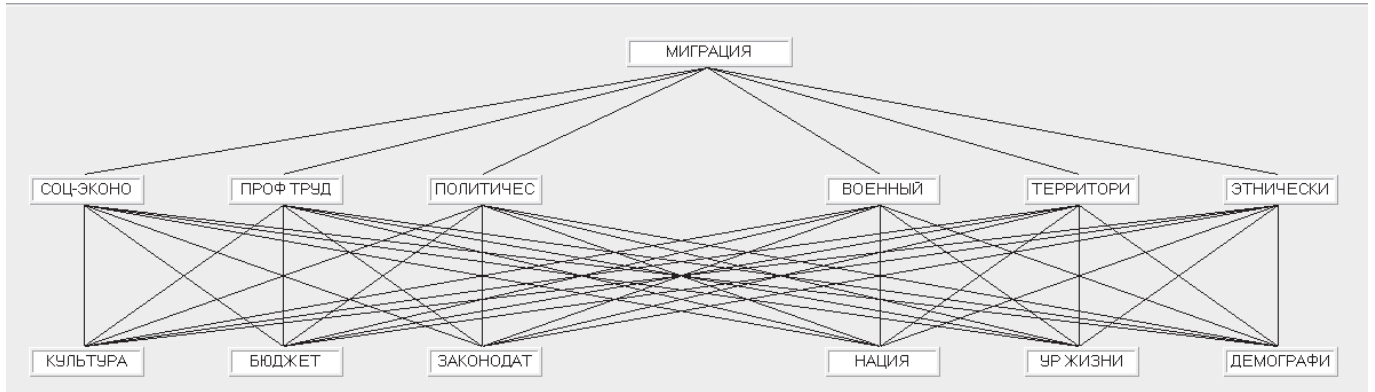 МИГРАЦИЯ
СОЦ-ЭКОНО ПРОФ ТРУД ПОЛИТИЧЕС ВОЕННЫЙ ТЕРРИТОРИ ЭТНИЧЕСКИ
КУЛЬТУРА БЮДЖЕТ ЗАКОНОДАТ НАЦИЯ УР ЖИЗНИ ДЕМОГРАФИ